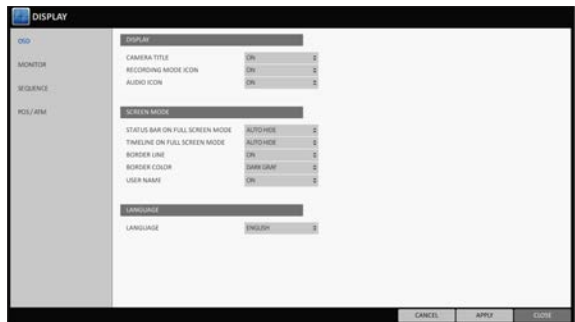 DISPLAY
OSD
MONITOR
SEQUENCE
POS/ATM
DISPLAY
CAMERA TITLE ON
RECORDING MODE ICON ON
AUDIO ICON ON
SCREEN MODE
STATUS BAR ON FULL SCREEN MODE AUTO HIDE
TIMELINE ON FULL SCREEN MODE AUTO HIDE
BORDER LINE ON
BORDER COLOR DARK GRAY
USER NAME ON
LANGUAGE
LANGUAGE ENGLISH
CANCEL APPLY CLOSE